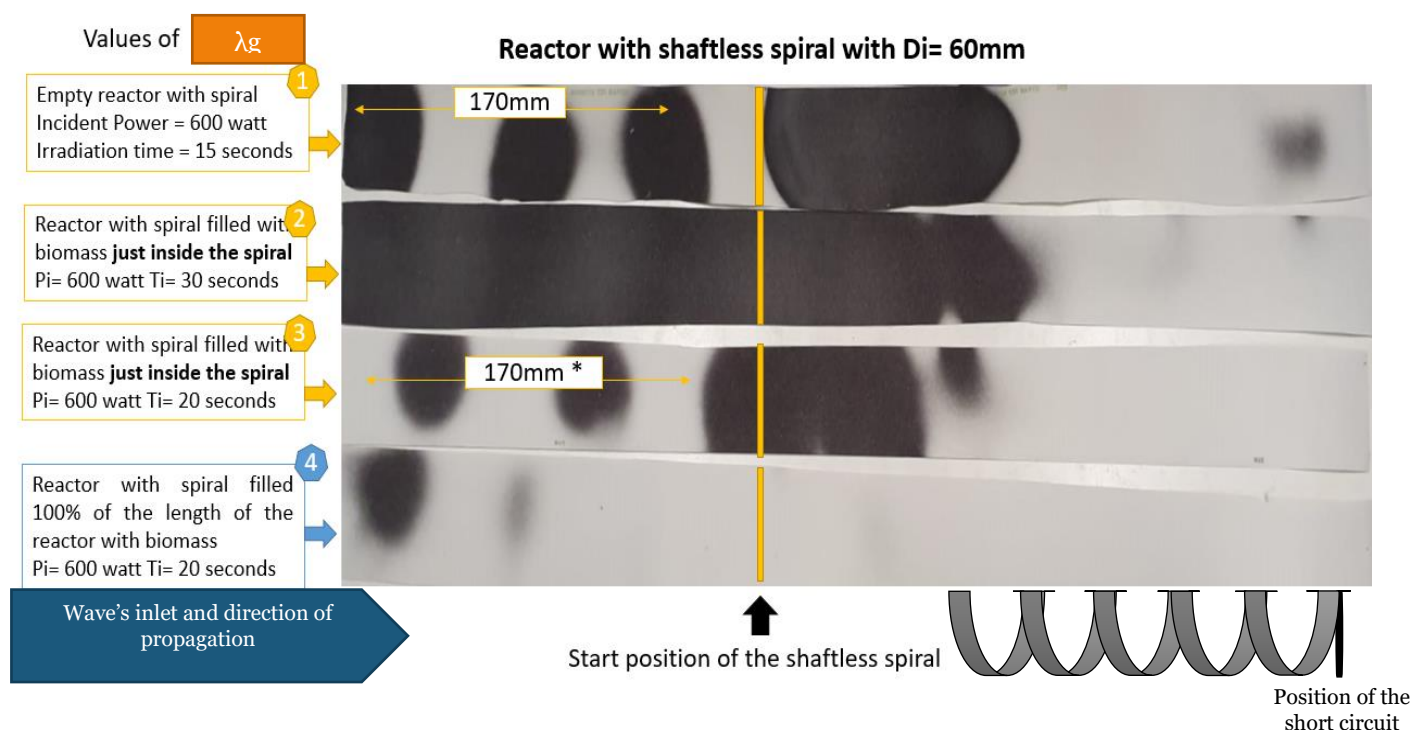 Values of λg
Reactor with shaftless spiral with Di= 60mm
1
Empty reactor with spiral
Incident Power = 600 watt
Irradiation time = 15 seconds
170mm
2
Reactor with spiral filled with
biomass just inside the spiral
Pi= 600 watt Ti= 30 seconds
3
Reactor with spiral filled with
biomass just inside the spiral
Pi= 600 watt Ti= 20 seconds
170mm *
4
Reactor with spiral filled
100% of the length of the
reactor with biomass
Pi= 600 watt Ti= 20 seconds
Wave's inlet and direction of
propagation
Start position of the shaftless spiral
Position of the
short circuit